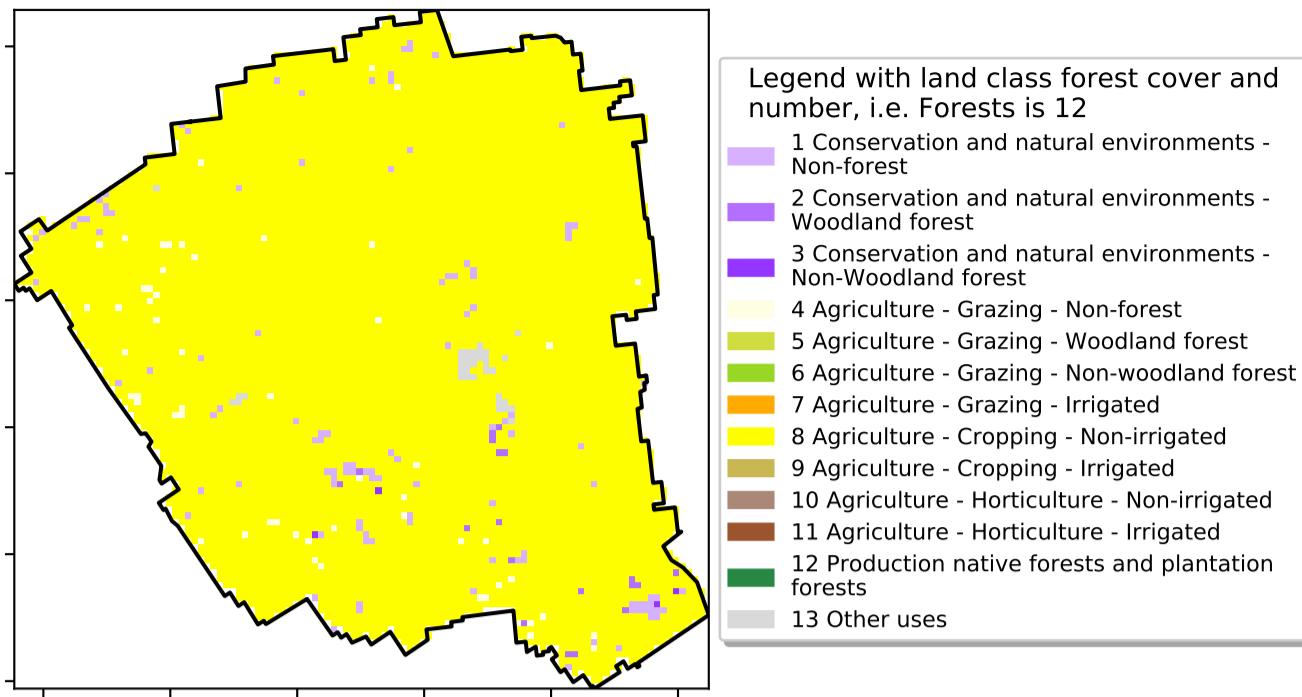 Legend with land class forest cover and
number, i.e. Forests is 12
1 Conservation and natural environments -
Non-forest
2 Conservation and natural environments -
Woodland forest
3 Conservation and natural environments -
Non-Woodland forest
4 Agriculture - Grazing - Non-forest
5 Agriculture - Grazing - Woodland forest
6 Agriculture - Grazing - Non-woodland forest
7 Agriculture - Grazing - Irrigated
8 Agriculture - Cropping - Non-irrigated
9 Agriculture - Cropping - Irrigated
10 Agriculture - Horticulture - Non-irrigated
11 Agriculture - Horticulture - Irrigated
12 Production native forests and plantation
forests
13 Other uses